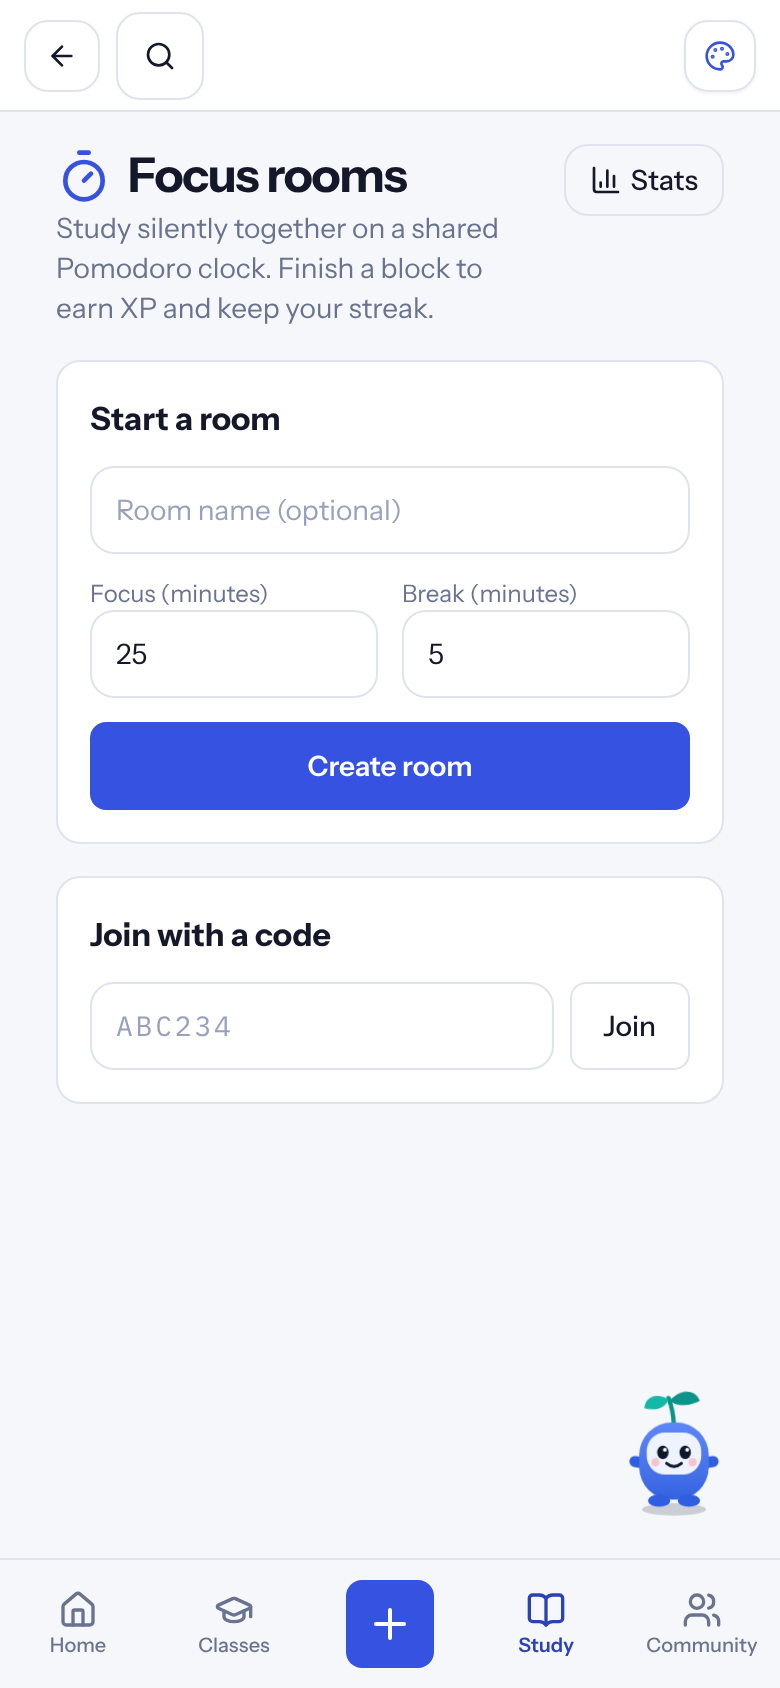 Focus rooms
Stats
Study silently together on a shared
Pomodoro clock. Finish a block to
earn XP and keep your streak.
Start a room
Room name (optional)
Focus (minutes)
Break (minutes)
25
5
Create room
Join with a code
ABC234
Join
Home
Classes
Study
Community